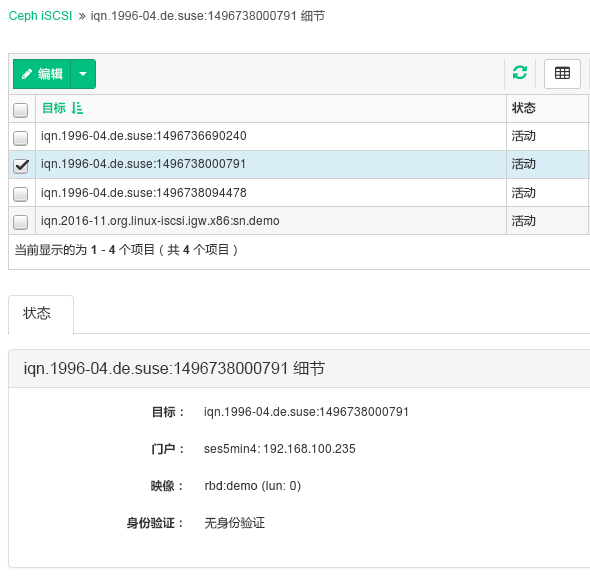 Ceph iSCSI » iqn.1996-04.de.suse:1496738000791 细节
编辑
目标 状态
iqn.1996-04.de.suse:1496736690240 活动
iqn.1996-04.de.suse:1496738000791 活动
iqn.1996-04.de.suse:1496738094478 活动
iqn.2016-11.org.linux-iscsi.igw.x86:sn.demo 活动
当前显示的为 1 - 4 个项目（共 4 个项目）
状态
iqn.1996-04.de.suse:1496738000791 细节
目标： iqn.1996-04.de.suse:1496738000791
门户： ses5min4: 192.168.100.235
映像： rbd:demo (lun: 0)
身份验证： 无身份验证